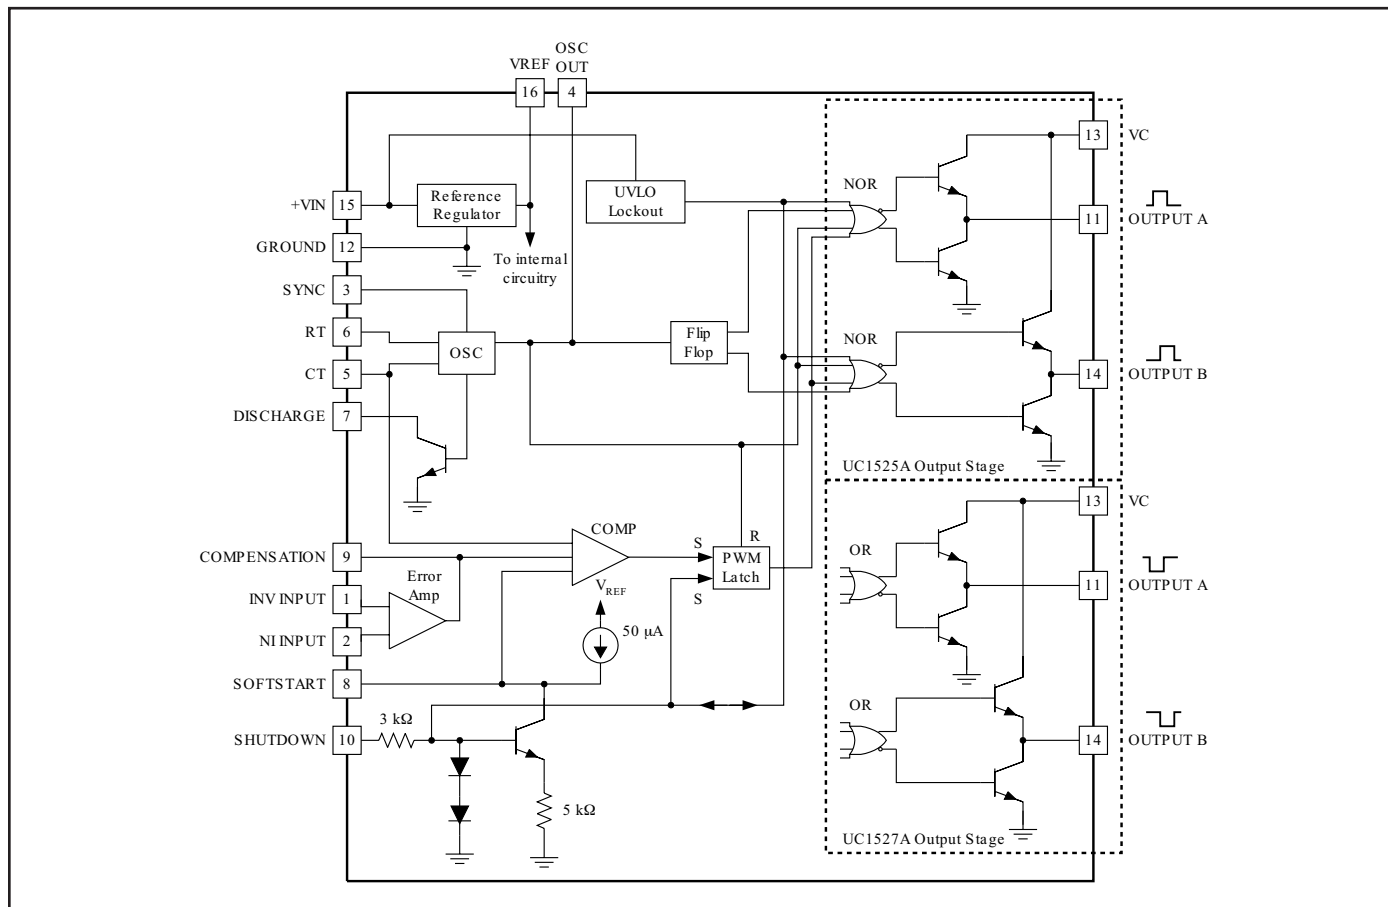 OSC
VREF OUT
16 4
13 VC
+VIN 15
Reference
Regulator
UVLO
Lockout
NOR
11 OUTPUT A
GROUND 12
To internal
circuitry
SYNC 3
RT 6
OSC
Flip
Flop
NOR
CT 5
14 OUTPUT B
DISCHARGE 7
UC1525A Output Stage
13 VC
COMP
S R
COMPENSATION 9
PWM
Latch
OR
Error
Amp
11 OUTPUT A
INV INPUT 1
VREF
S
NI INPUT 2
50 µA
SOFTSTART 8
OR
3 kΩ
SHUTDOWN 10
14 OUTPUT B
5 kΩ
UC1527A Output Stage